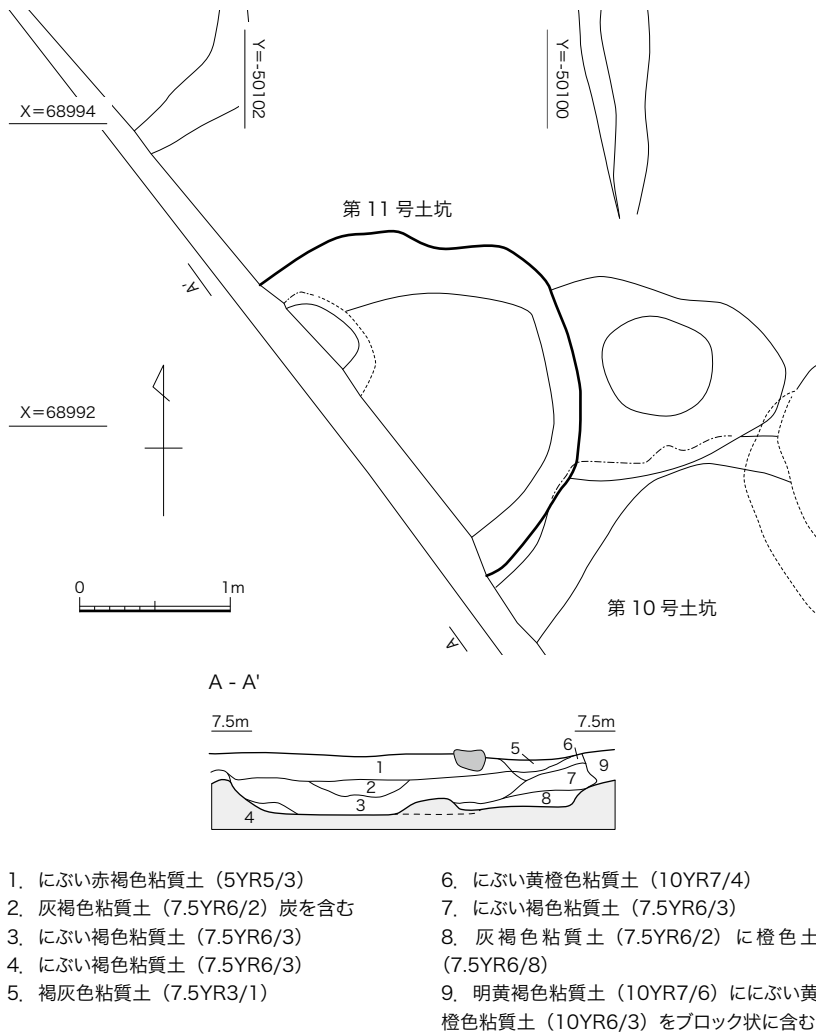 Y=-50102
Y=-50100
X=68994
第 11 号土坑
A'
X=68992
0 1m
第 10 号土坑
A
A - A'
7.5m 7.5m
1
2
3
4
5
6
7
8
9
1. にぶい赤褐色粘質土（5YR5/3）
2. 灰褐色粘質土（7.5YR6/2）炭を含む
3. にぶい褐色粘質土（7.5YR6/3）
4. にぶい褐色粘質土（7.5YR6/3）
5. 褐灰色粘質土（7.5YR3/1）
6. にぶい黄橙色粘質土（10YR7/4）
7. にぶい褐色粘質土（7.5YR6/3）
8. 灰褐色粘質土（7.5YR6/2）に橙色土
（7.5YR6/8）
9. 明黄褐色粘質土（10YR7/6）ににぶい黄
橙色粘質土（10YR6/3）をブロック状に含む